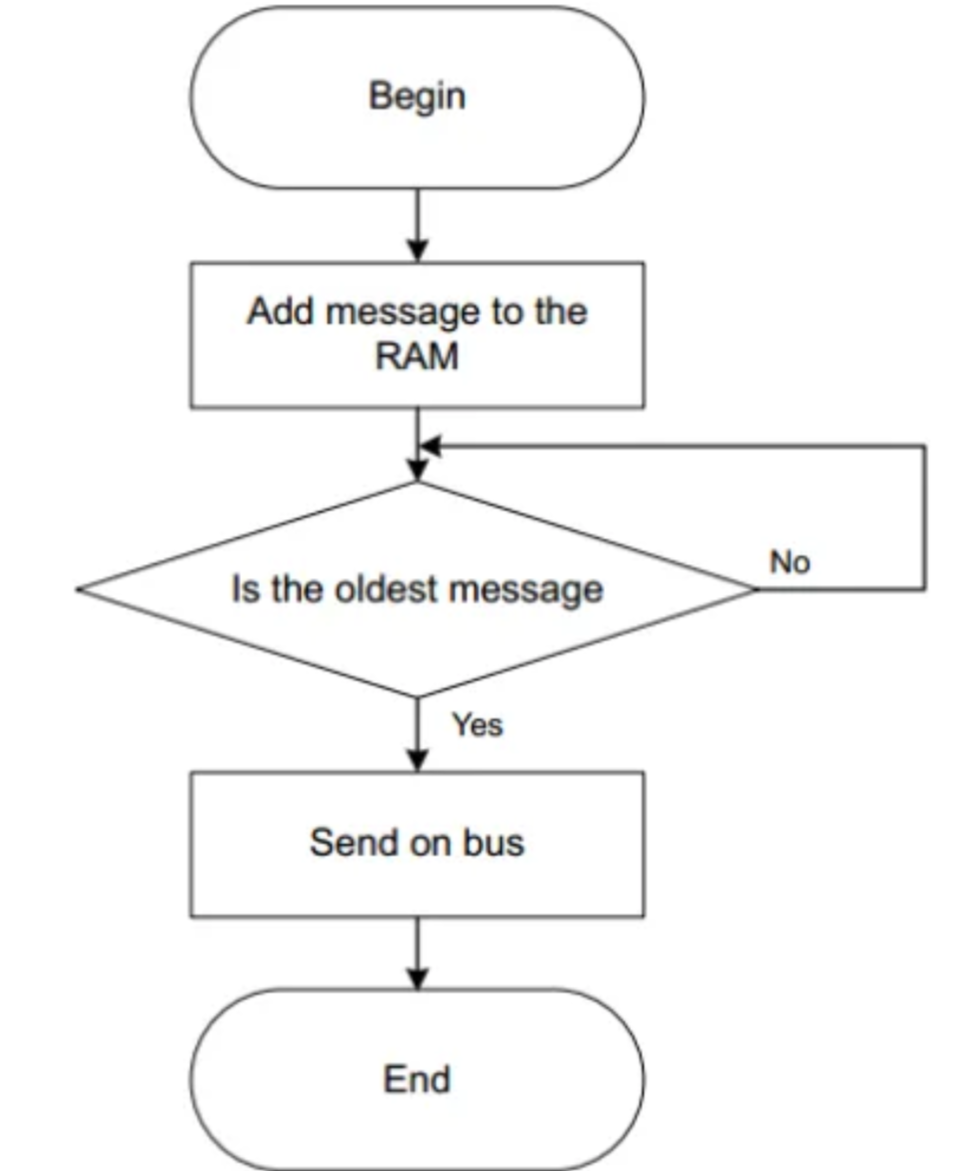 Begin
Add message to the
RAM
Is the oldest message
No
Yes
Send on bus
End